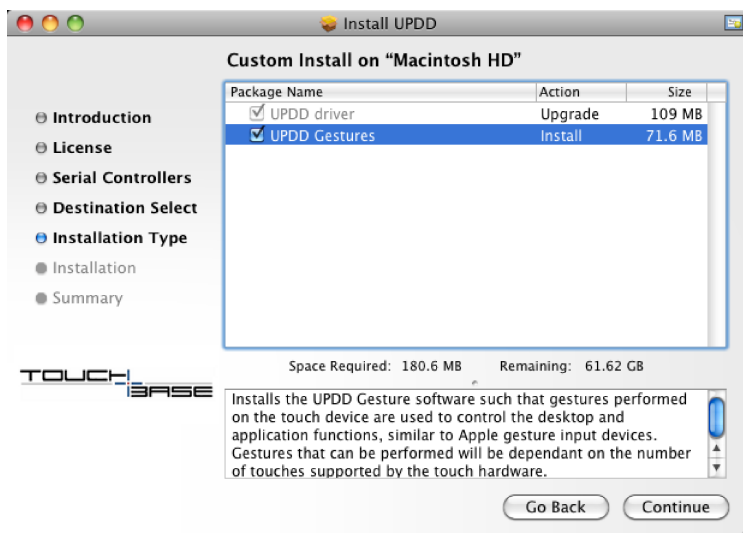 Install UPDD
Custom Install on “Macintosh HD”
Introduction
License
Serial Controllers
Destination Select
Installation Type
Installation
Summary
TOUCH
BASE
Package Name Action Size
UPDD driver Upgrade 109 MB
UPDD Gestures Install 71.6 MB
Space Required: 180.6 MB Remaining: 61.62 GB
Installs the UPDD Gesture software such that gestures performed
on the touch device are used to control the desktop and
application functions, similar to Apple gesture input devices.
Gestures that can be performed will be dependant on the number
of touches supported by the touch hardware.
Go Back Continue